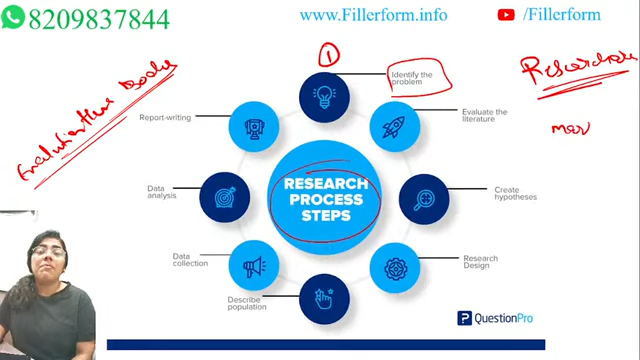 8209837844
www.Fillerform.info
/Fillerform
1
Identify the
problem
Evaluate the
literature
Create
hypotheses
Research
Design
Describe
population
Data
collection
Data
analysis
Report-writing
RESEARCH
PROCESS
STEPS
QuestionPro